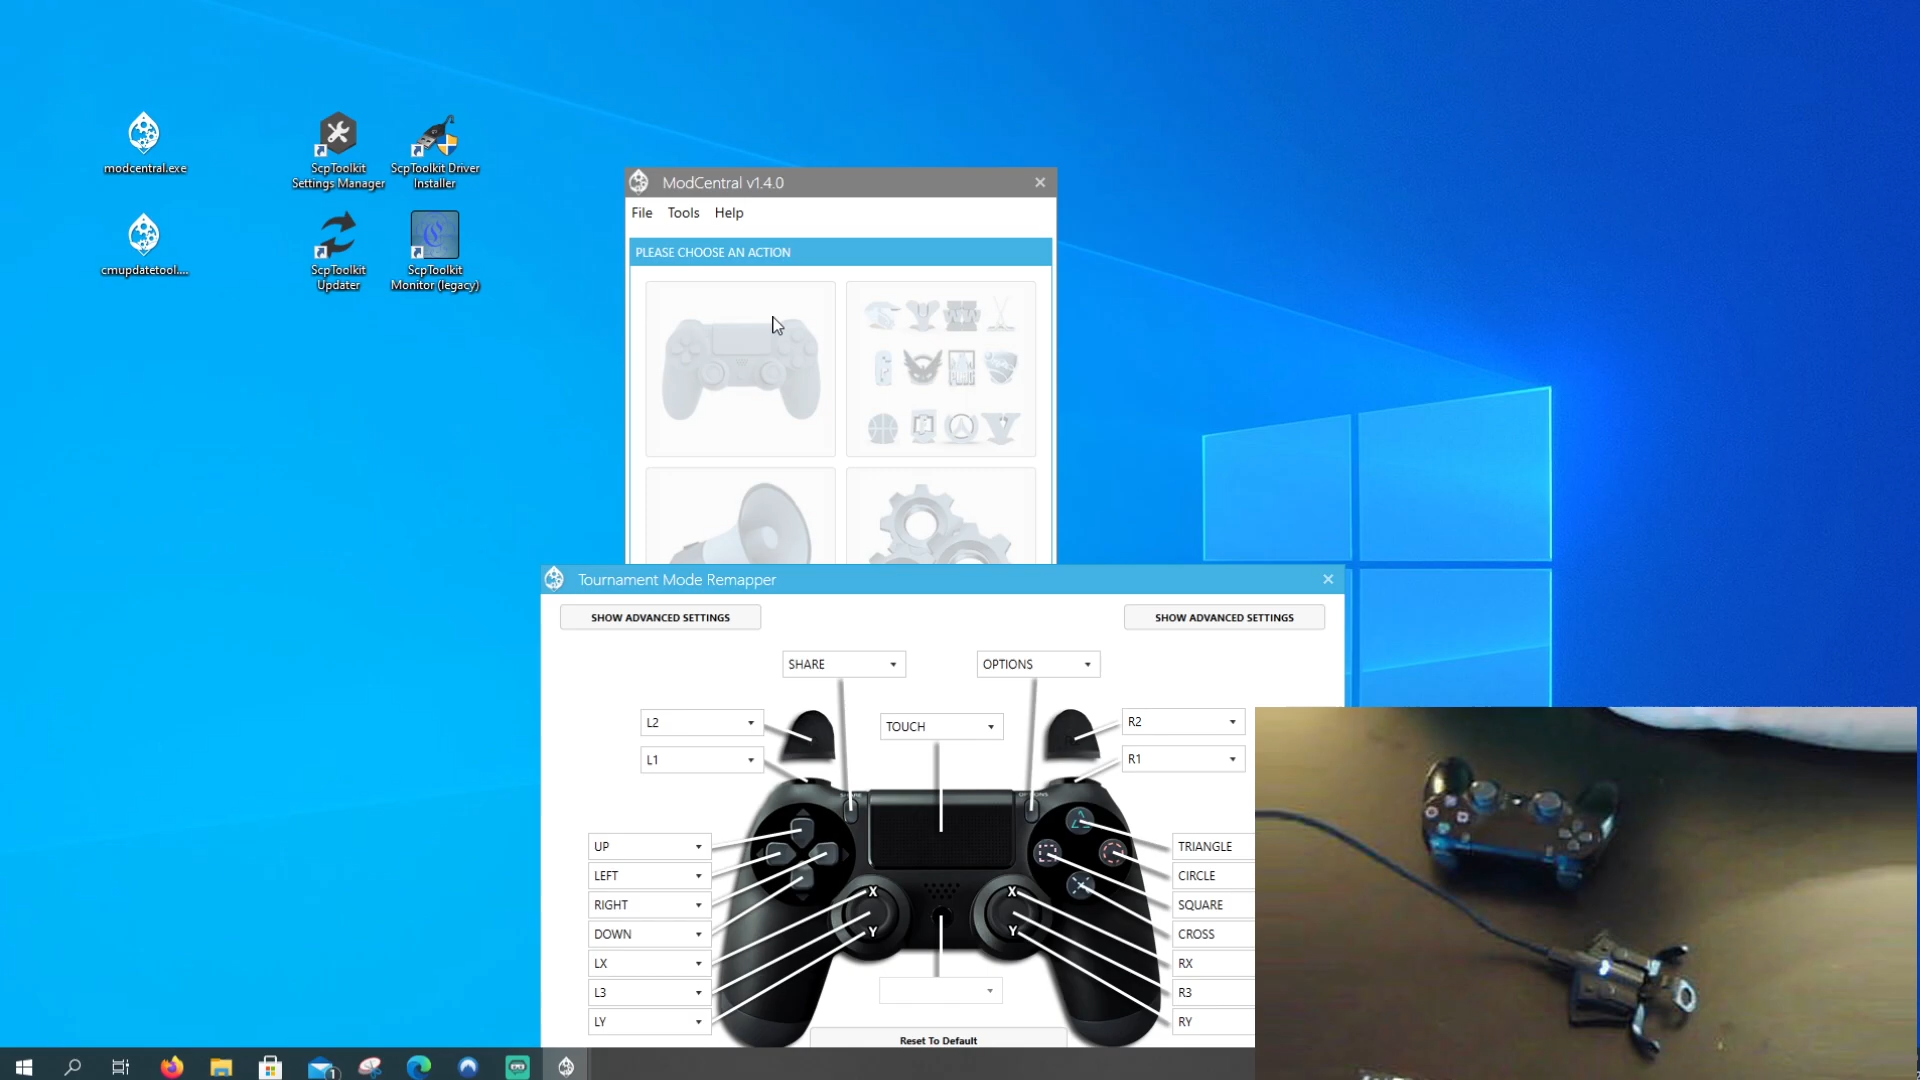 modcentral.exe
ScpToolkit
Settings Manager
ScpToolkit Driver
Installer
cmupdatetool....
ScpToolkit
Updater
ScpToolkit
Monitor (legacy)
ModCentral v1.4.0
File Tools Help
PLEASE CHOOSE AN ACTION
Tournament Mode Remapper
SHOW ADVANCED SETTINGS
SHOW ADVANCED SETTINGS
SHARE
OPTIONS
L2
TOUCH
R2
L1
R1
SHARE
OPTIONS
UP
TRIANGLE
LEFT
CIRCLE
RIGHT
X
X
SQUARE
DOWN
Y
Y
CROSS
LX
RX
L3
R3
LY
RY
Reset To Default
1